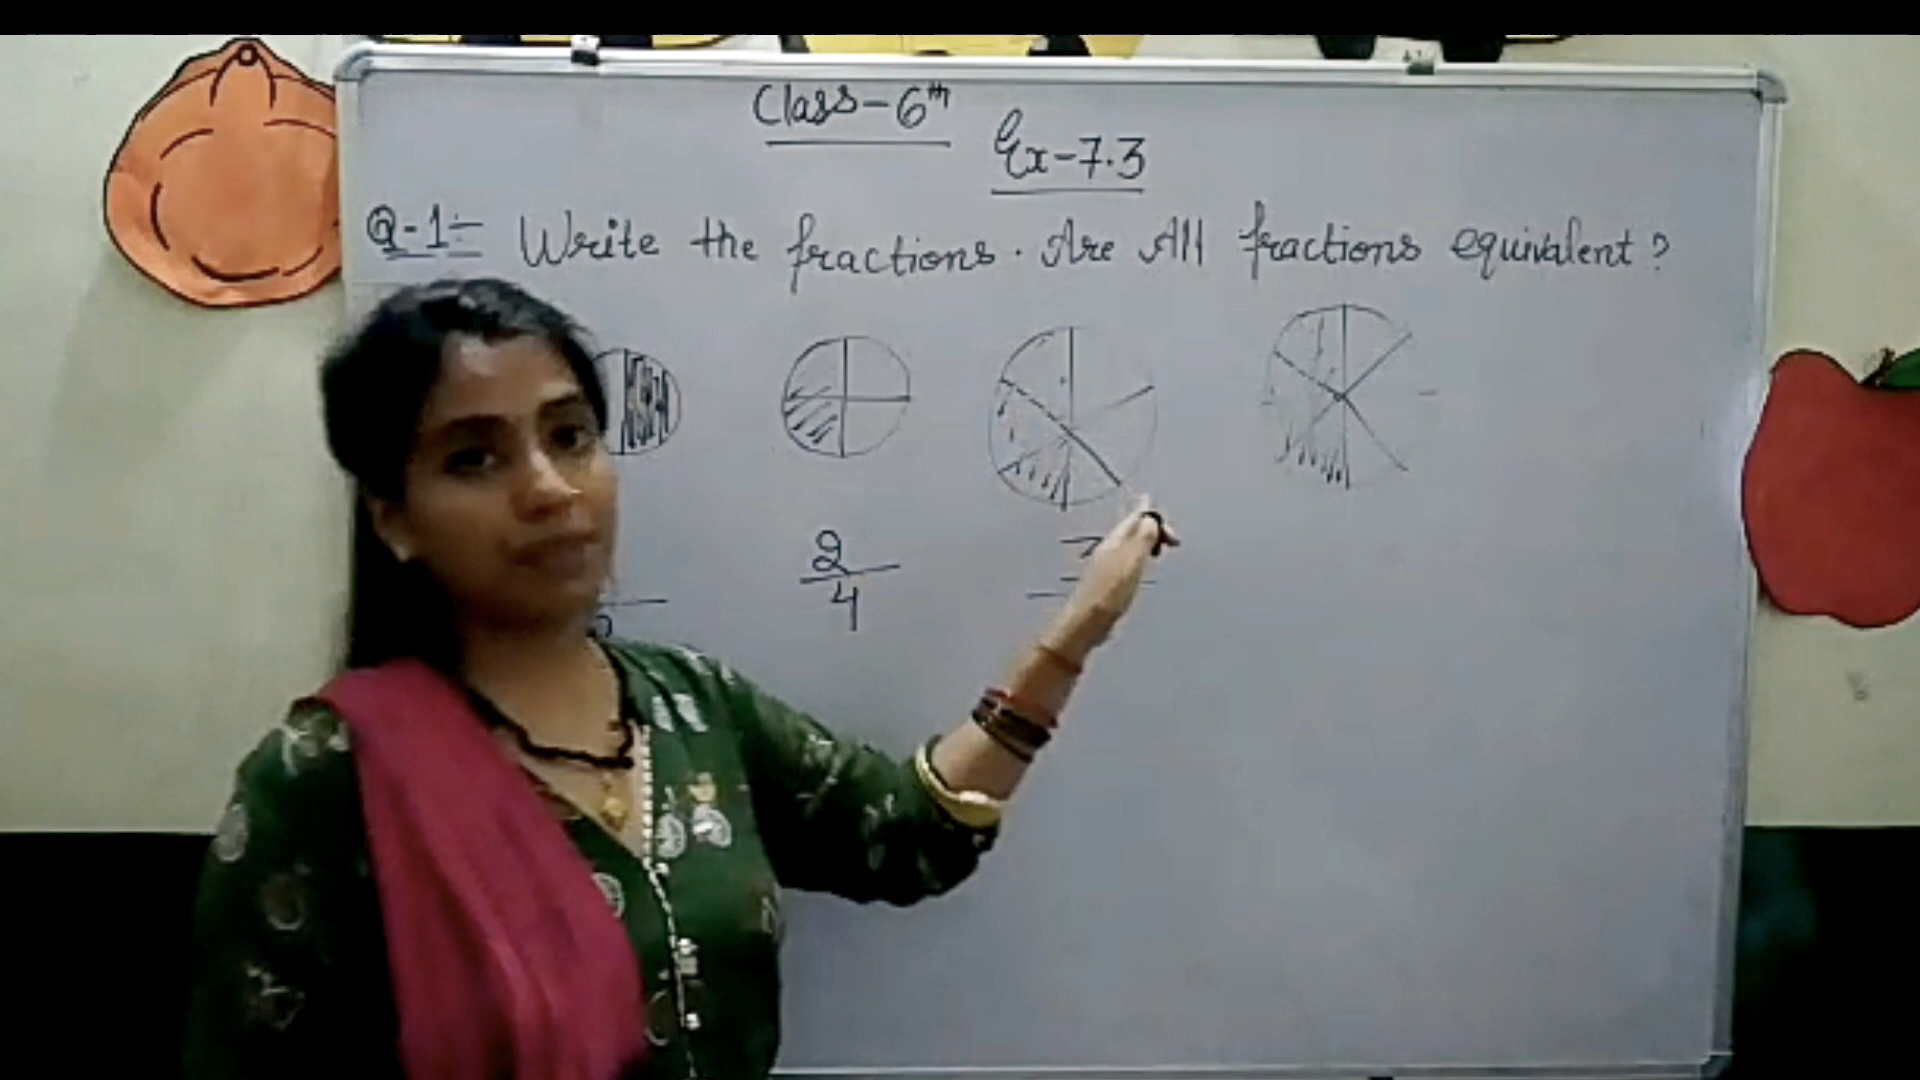 Class-6th
Ex-7.3
Q-1:- Write the fractions. Are All fractions equivalent?
2
4